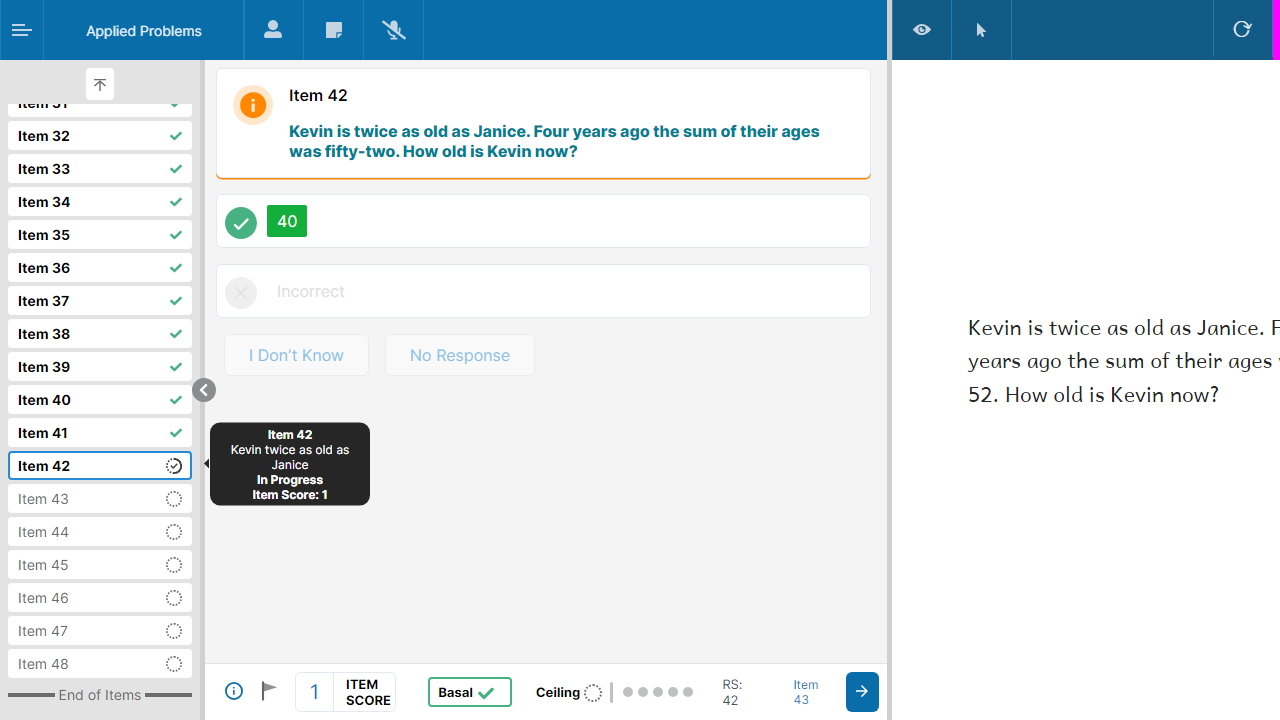 Applied Problems
Item 31
Item 32
Item 33
Item 34
Item 35
Item 36
Item 37
Item 38
Item 39
Item 40
Item 41
Item 42
Item 43
Item 44
Item 45
Item 46
Item 47
Item 48
End of Items
Item 42
Kevin is twice as old as Janice. Four years ago the sum of their ages
was fifty-two. How old is Kevin now?
40
Incorrect
I Don’t Know
No Response
Item 42
Kevin twice as old as
Janice
In Progress
Item Score: 1
1
ITEM
SCORE
Basal
Ceiling
RS:
42
Item
43
Kevin is twice as old as Janice. F
years ago the sum of their ages
52. How old is Kevin now?